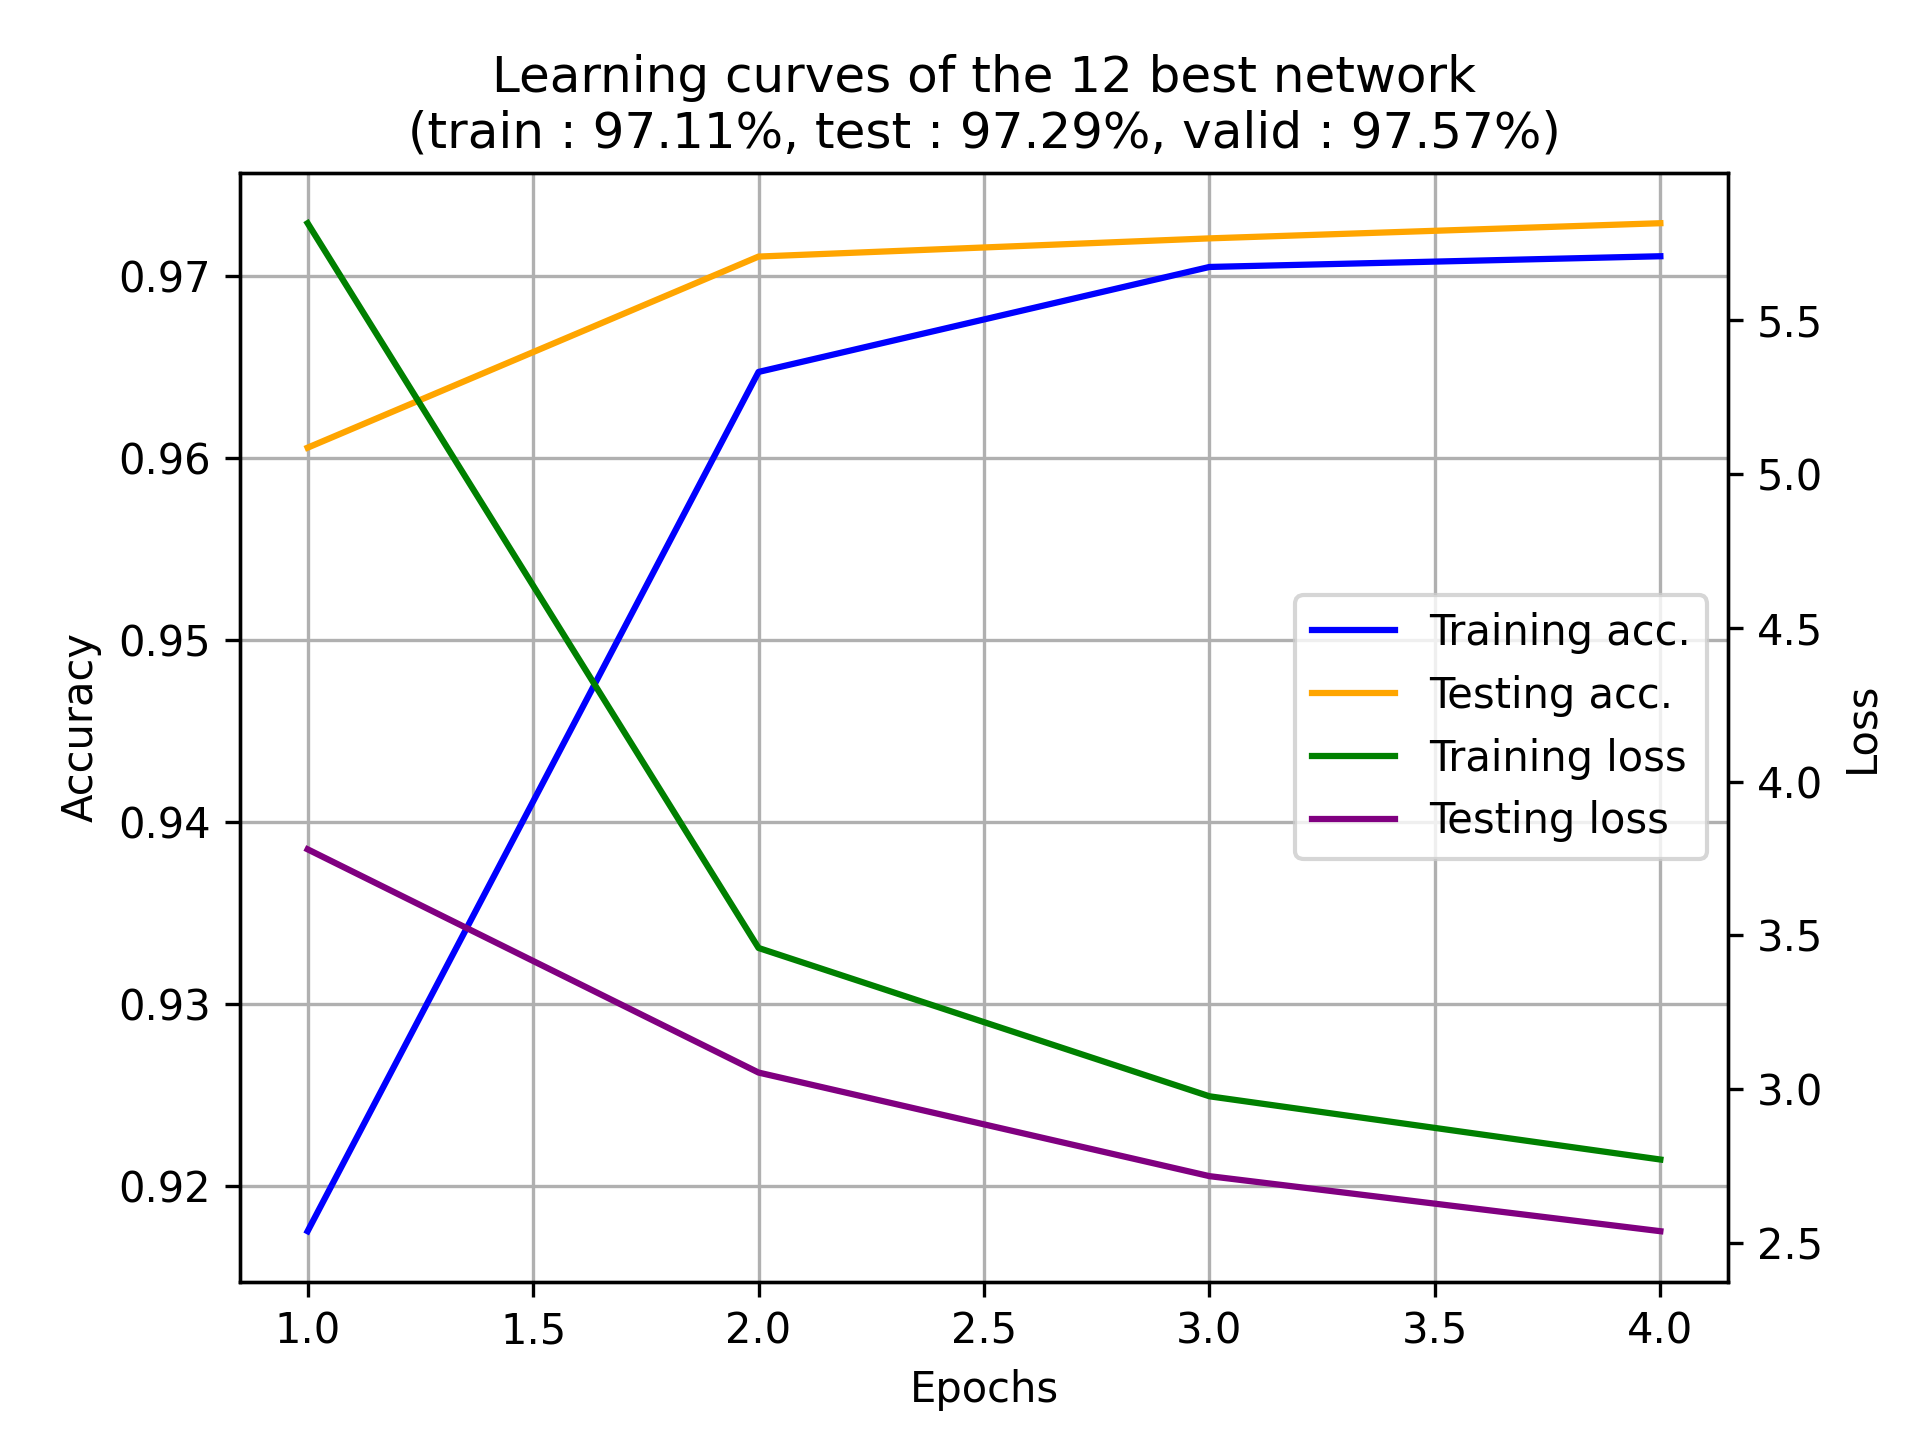 Learning curves of the 12 best network
(train : 97.11%, test : 97.29%, valid : 97.57%)
Accuracy
0.97
0.96
0.95
0.94
0.93
0.92
5.5
5.0
4.5
4.0
3.5
3.0
2.5
Loss
Training acc.
Testing acc.
Training loss
Testing loss
1.0 1.5 2.0 2.5 3.0 3.5 4.0
Epochs